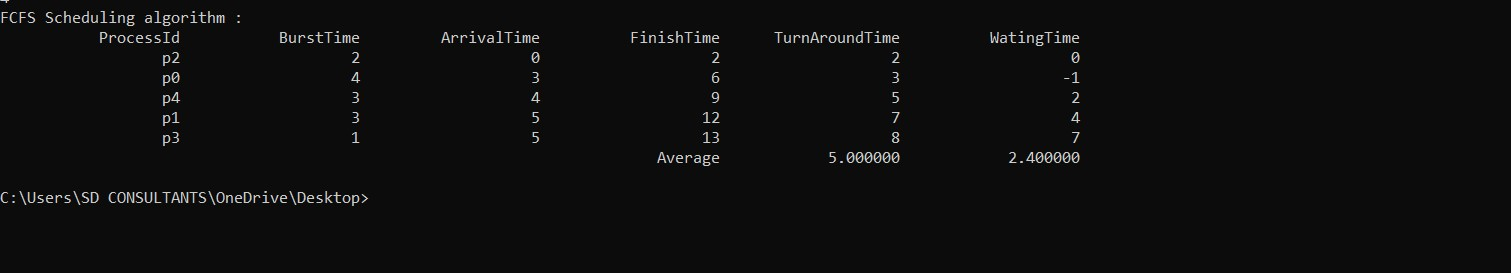 FCFS Scheduling algorithm :
ProcessId BurstTime ArrivalTime FinishTime TurnAroundTime WatingTime
p2 2 0 2 2 0
p0 4 3 6 3 -1
p4 3 4 9 5 2
p1 3 5 12 7 4
p3 1 5 13 8 7
Average 5.000000 2.400000
C:\Users\SD CONSULTANTS\OneDrive\Desktop>